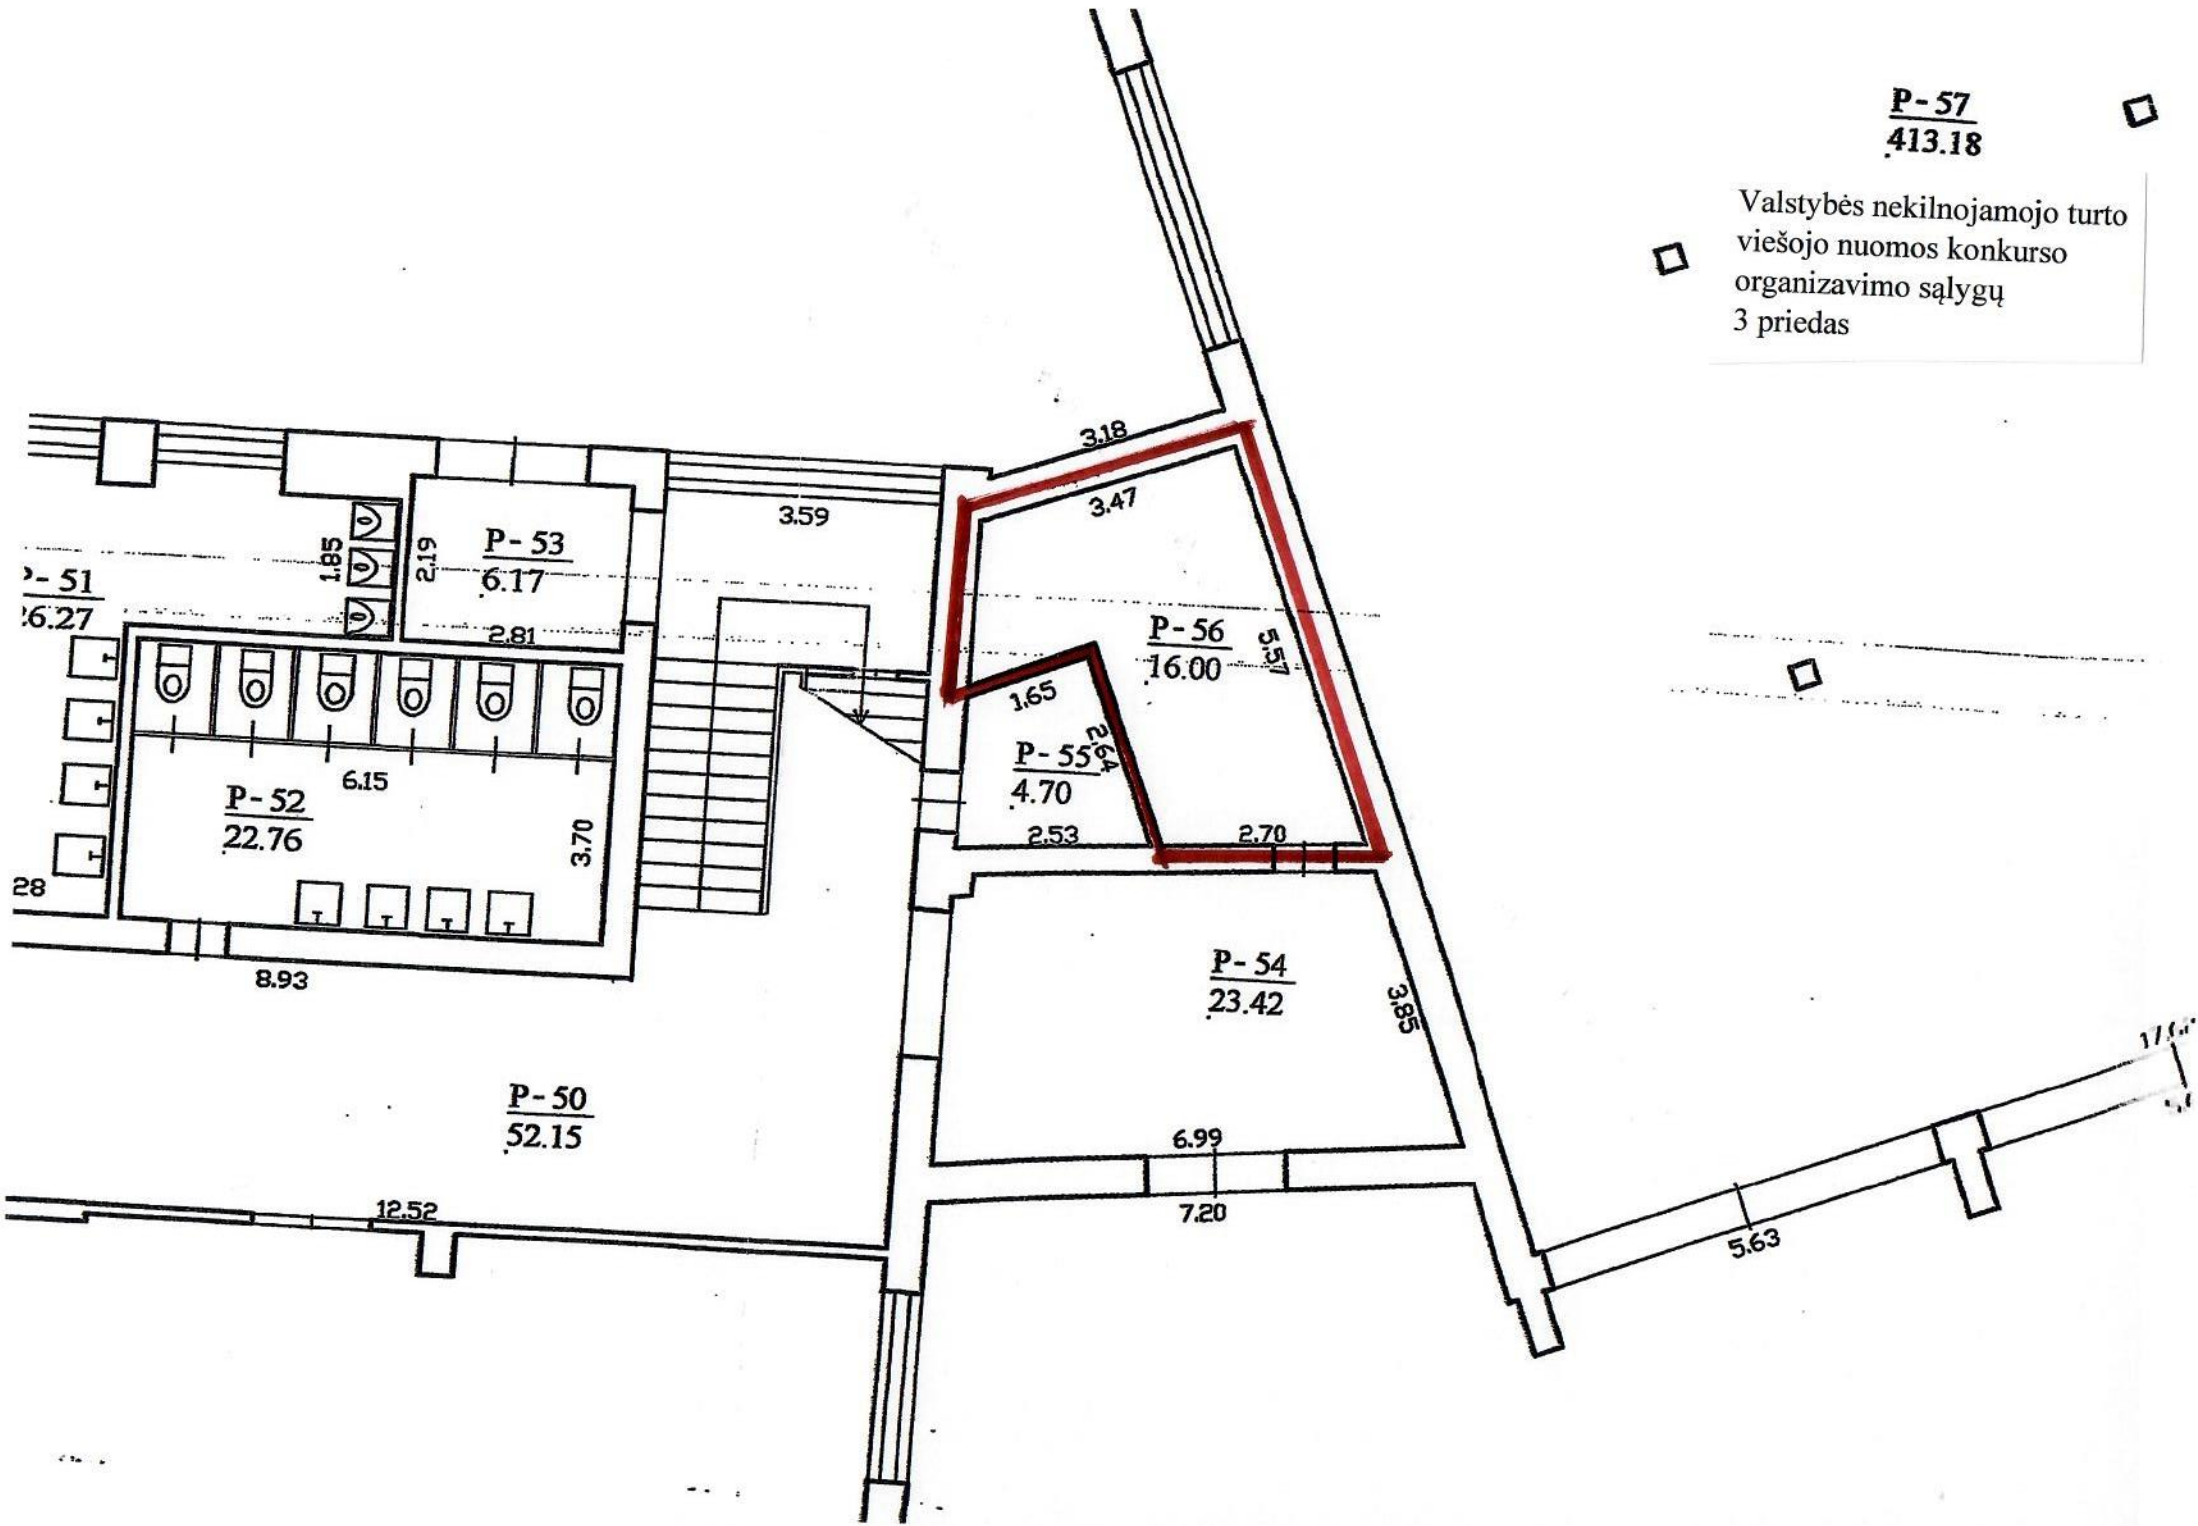 P-57
413.18
Valstybės nekilnojamojo turto
viešojo nuomos konkurso
organizavimo sąlygų
3 priedas
3.18
3.47
3.59
P-53
6.17
2.19
1.85
2.81
P-56
16.00
5.57
1.65
2.64
P-55
4.70
2.53
2.70
6.15
P-52
22.76
3.70
28
8.93
P-54
23.42
3.85
P-50
52.15
6.99
7.20
12.52
5.63